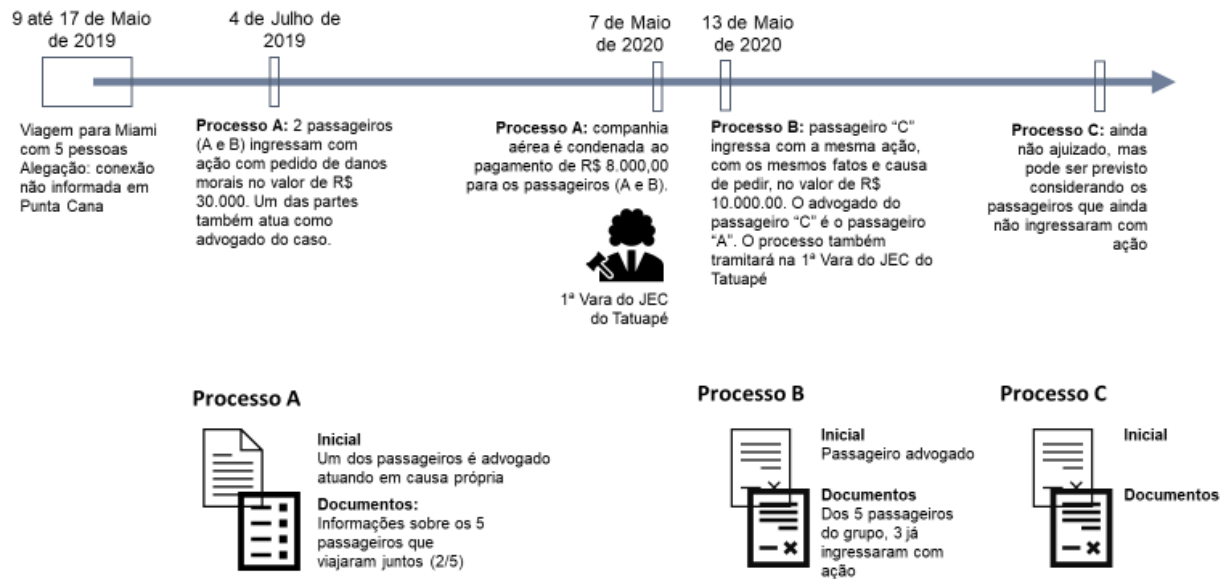 9 até 17 de Maio
de 2019
4 de Julho de
2019
7 de Maio
de 2020
13 de Maio
de 2020
Viagem para Miami
com 5 pessoas
Alegação: conexão
não informada em
Punta Cana
Processo A: 2 passageiros
(A e B) ingressam com
ação com pedido de danos
morais no valor de R$
30.000. Um das partes
também atua como
advogado do caso.
Processo A: companhia
aérea é condenada ao
pagamento de R$ 8.000,00
para os passageiros (A e B).
1ª Vara do JEC
do Tatuapé
Processo B: passageiro “C”
ingressa com a mesma ação,
com os mesmos fatos e causa
de pedir, no valor de R$
10.000.00. O advogado do
passageiro “C” é o passageiro
“A”. O processo também
tramitará na 1ª Vara do JEC do
Tatuapé
Processo C: ainda
não ajuizado, mas
pode ser previsto
considerando os
passageiros que ainda
não ingressaram com
ação
Processo A
Inicial
Um dos passageiros é advogado
atuando em causa própria
Documentos:
Informações sobre os 5
passageiros que
viajaram juntos (2/5)
Processo B
Inicial
Passageiro advogado
Documentos
Dos 5 passageiros
do grupo, 3 já
ingressaram com
ação
Processo C
Inicial
Documentos